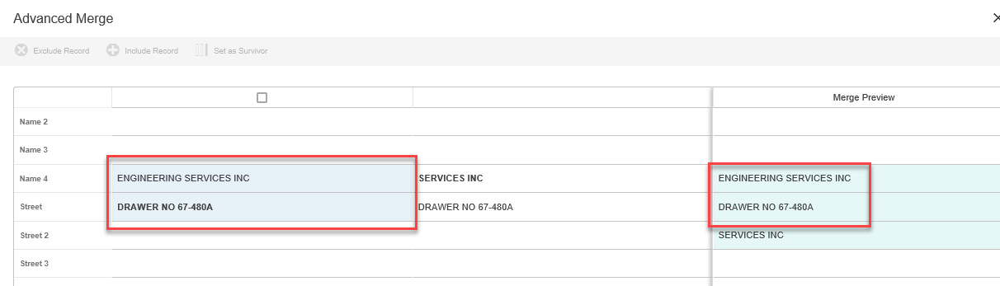 Advanced Merge
Exclude Record Include Record Set as Survivor
Merge Preview
Name 2
Name 3
Name 4 ENGINEERING SERVICES INC SERVICES INC ENGINEERING SERVICES INC
Street DRAWER NO 67-480A DRAWER NO 67-480A DRAWER NO 67-480A
Street 2 SERVICES INC
Street 3